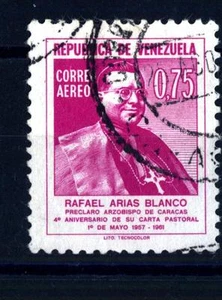 REPUBLICA DE VENEZUELA
CORREO
AEREO
0,75
RAFAEL ARIAS BLANCO
PRECLARO ARZOBISPO DE CARACAS
4º ANIVERSARIO DE SU CARTA PASTORAL
1º DE MAYO 1957 - 1961
LITO. TECNOCOLOR